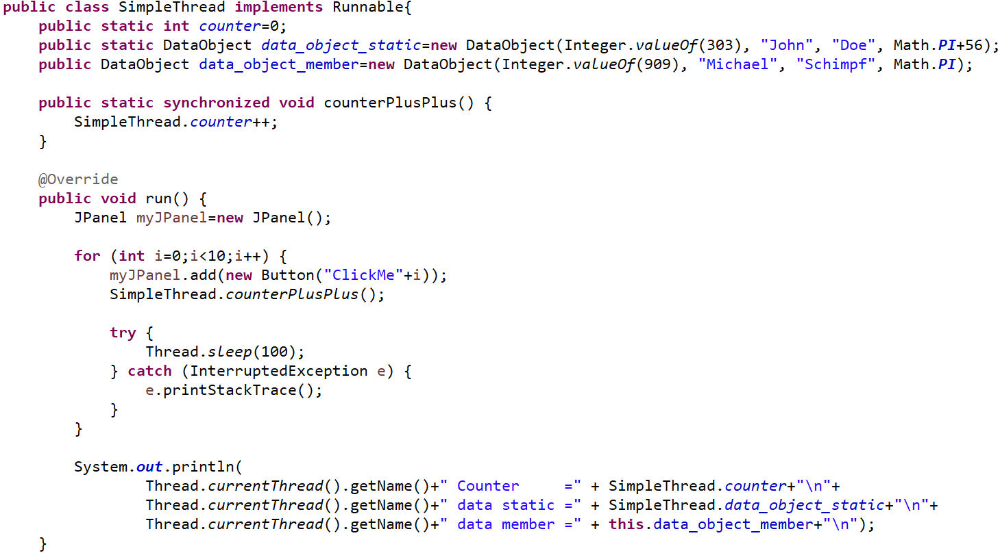 public class SimpleThread implements Runnable{
    public static int counter=0;
    public static DataObject data_object_static=new DataObject(Integer.valueOf(303), "John", "Doe", Math.PI+56);
    public DataObject data_object_member=new DataObject(Integer.valueOf(909), "Michael", "Schimpf", Math.PI);

    public static synchronized void counterPlusPlus() {
        SimpleThread.counter++;
    }

    @Override
    public void run() {
        JPanel myJPanel=new JPanel();

        for (int i=0;i<10;i++) {
            myJPanel.add(new Button("ClickMe"+i));
            SimpleThread.counterPlusPlus();

            try {
                Thread.sleep(100);
            } catch (InterruptedException e) {
                e.printStackTrace();
            }
        }

        System.out.println(
                Thread.currentThread().getName()+" Counter     =" + SimpleThread.counter+"\n"+
                Thread.currentThread().getName()+" data static =" + SimpleThread.data_object_static+"\n"+
                Thread.currentThread().getName()+" data member =" + this.data_object_member+"\n");
    }